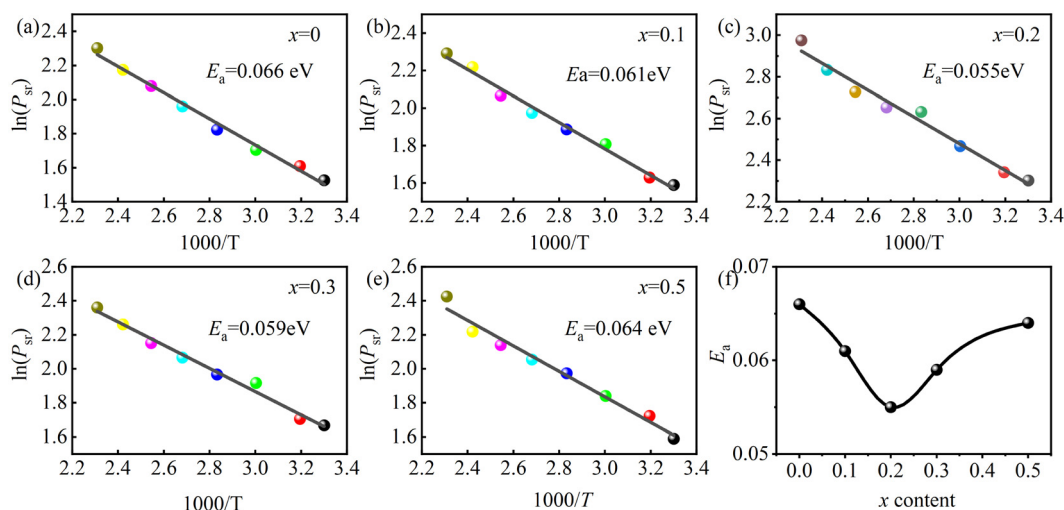 (a)
x=0
Ea=0.066 eV
ln(Psr)
2.4
2.2
2.0
1.8
1.6
1.4
2.2 2.4 2.6 2.8 3.0 3.2 3.4
1000/T
(b)
x=0.1
Ea=0.061eV
ln(Psr)
2.4
2.2
2.0
1.8
1.6
2.2 2.4 2.6 2.8 3.0 3.2 3.4
1000/T
(c)
x=0.2
Ea=0.055eV
ln(Psr)
3.0
2.9
2.8
2.7
2.6
2.4
2.3
2.2
2.2 2.4 2.6 2.8 3.0 3.2 3.4
1000/T
(d)
x=0.3
Ea=0.059eV
ln(Psr)
2.6
2.4
2.2
2.0
1.8
1.6
2.2 2.4 2.6 2.8 3.0 3.2 3.4
1000/T
(e)
x=0.5
Ea=0.064 eV
ln(Psr)
2.6
2.4
2.2
2.0
1.8
1.6
1.4
2.2 2.4 2.6 2.8 3.0 3.2 3.4
1000/T
(f)
Ea
0.07
0.06
0.05
0.0 0.1 0.2 0.3 0.4 0.5
x content